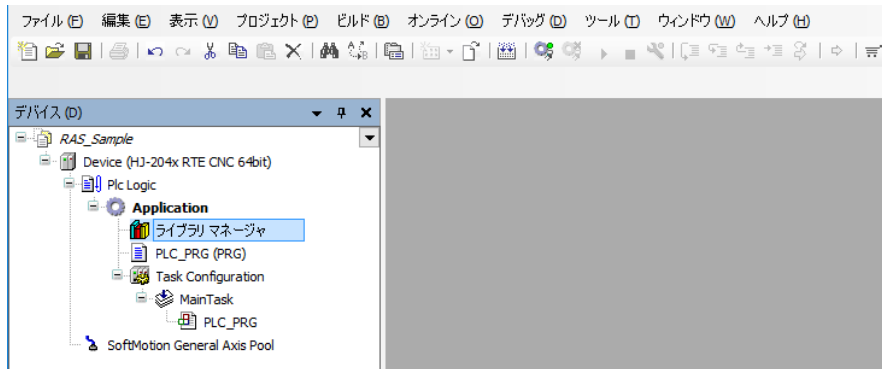 ファイル (F) 編集 (E) 表示 (V) プロジェクト (P) ビルド (B) オンライン (O) デバッグ (D) ツール (T) ウィンドウ (W) ヘルプ (H)
デバイス (D)
RAS_Sample
Device (HJ-204x RTE CNC 64bit)
Plc Logic
Application
ライブラリ マネージャ
PLC_PRG (PRG)
Task Configuration
MainTask
PLC_PRG
SoftMotion General Axis Pool